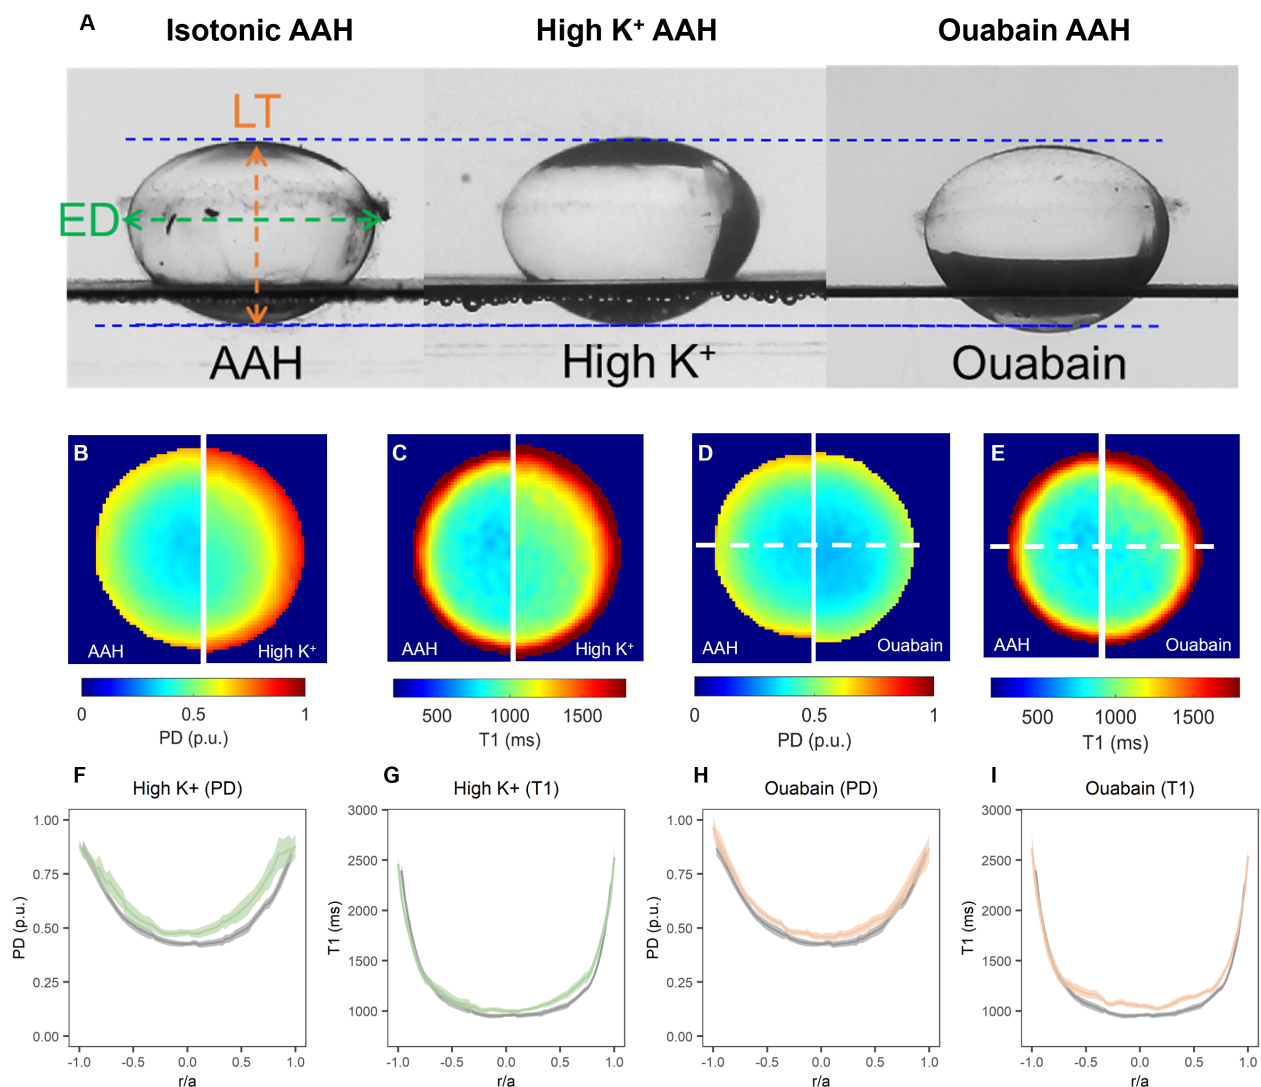 A
Isotonic AAH
High K⁺ AAH
Ouabain AAH
LT
ED
AAH
High K⁺
Ouabain
B
AAH
High K⁺
C
AAH
High K⁺
D
AAH
Ouabain
E
AAH
Ouabain
0 0.5 1
PD (p.u.)
500 1000 1500
T1 (ms)
0 0.5 1
PD (p.u.)
500 1000 1500
T1 (ms)
F
High K+ (PD)
PD (p.u.)
1.00
0.75
0.50
0.25
0.00
-1.0 -0.5 0.0 0.5 1.0
r/a
G
High K+ (T1)
T1 (ms)
3000
2500
2000
1500
1000
-1.0 -0.5 0.0 0.5 1.0
r/a
H
Ouabain (PD)
PD (p.u.)
1.00
0.75
0.50
0.25
0.00
-1.0 -0.5 0.0 0.5 1.0
r/a
I
Ouabain (T1)
T1 (ms)
3000
2500
2000
1500
1000
-1.0 -0.5 0.0 0.5 1.0
r/a